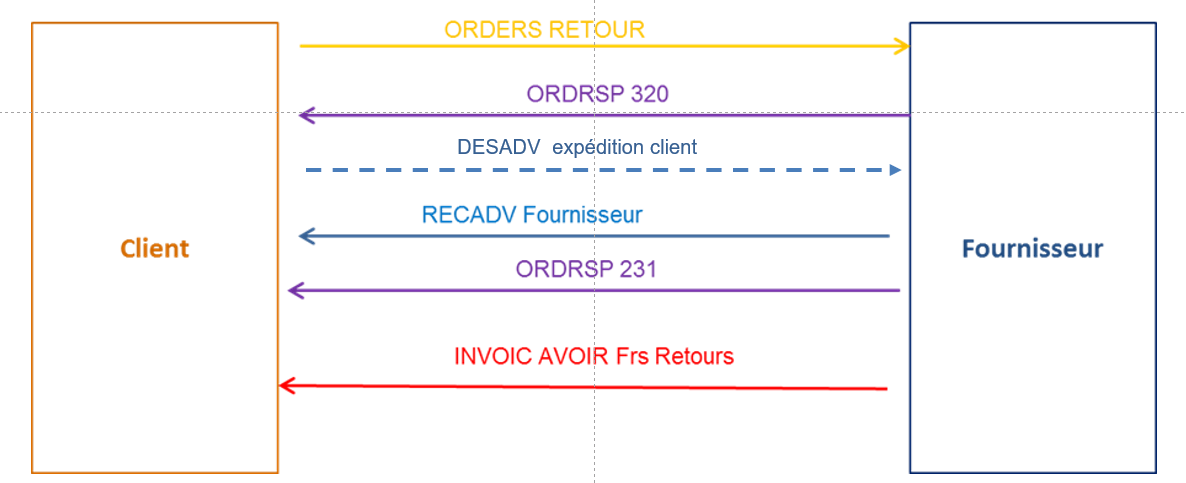 ORDERS RETOUR
ORDRSP 320
DESADV expédition client
RECADV Fournisseur
Client
Fournisseur
ORDRSP 231
INVOIC AVOIR Frs Retours